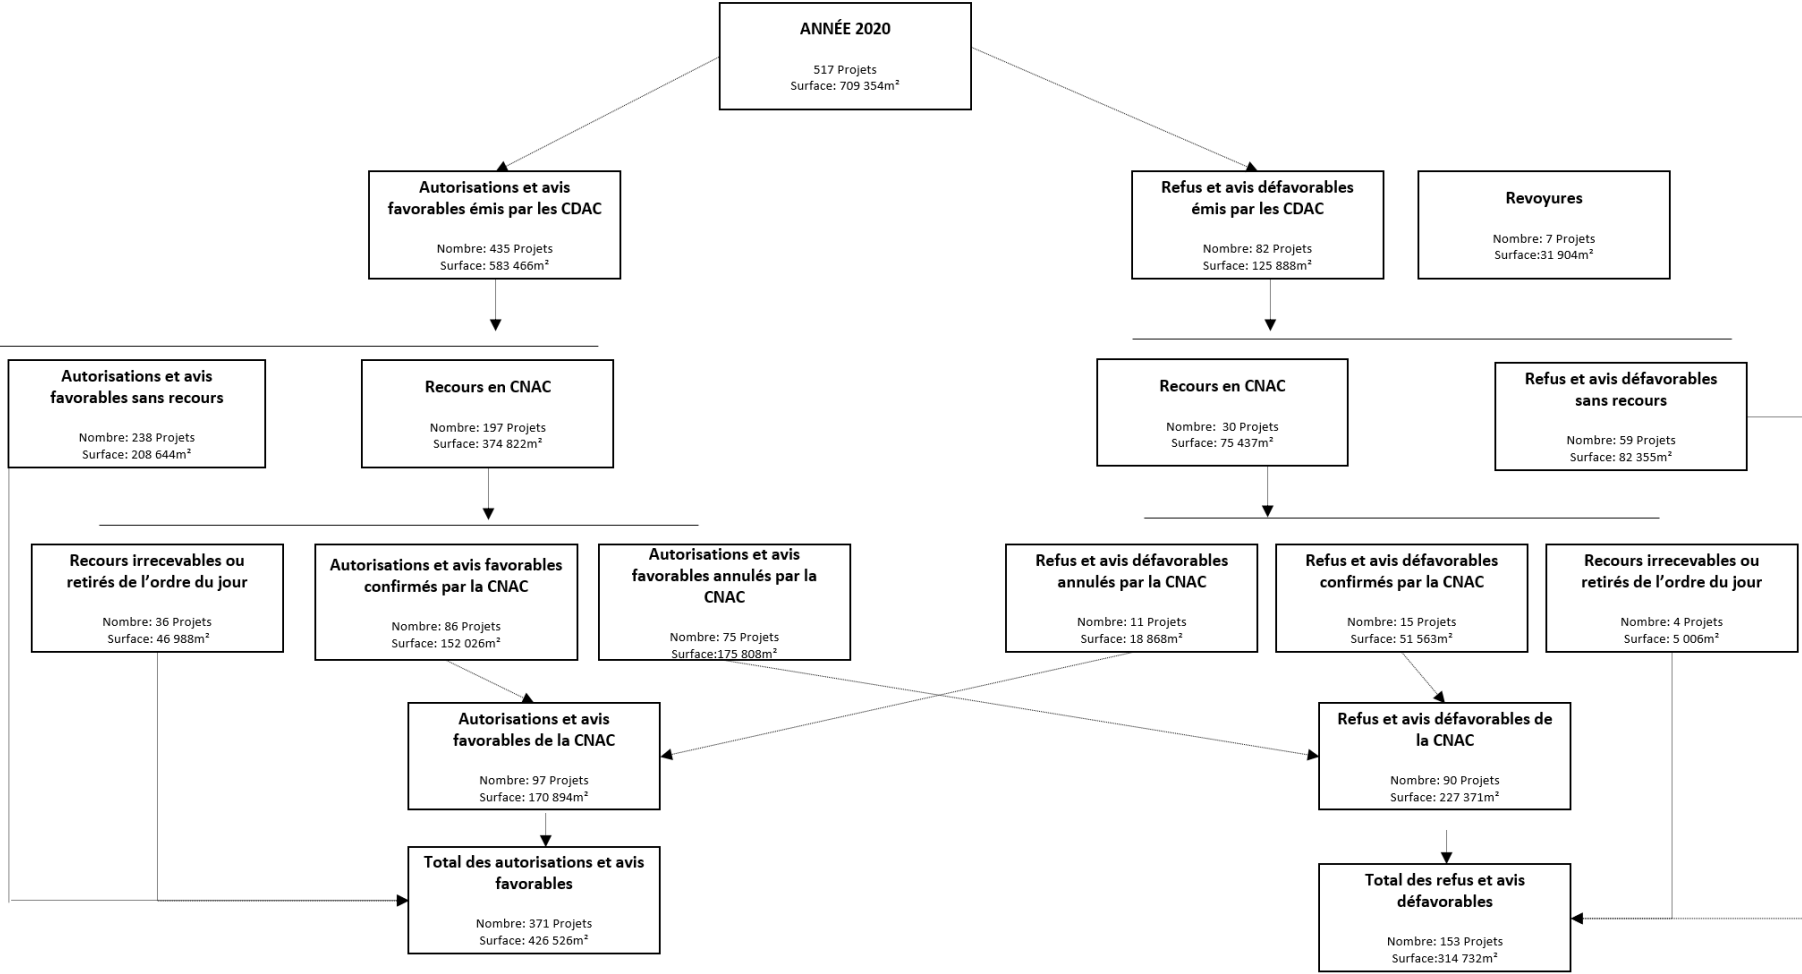 ANNÉE 2020
517 Projets
Surface: 709 354m²
Autorisations et avis
favorables émis par les CDAC
Nombre: 435 Projets
Surface: 583 466m²
Refus et avis défavorables
émis par les CDAC
Nombre: 82 Projets
Surface: 125 888m²
Revoyures
Nombre: 7 Projets
Surface:31 904m²
Autorisations et avis
favorables sans recours
Nombre: 238 Projets
Surface: 208 644m²
Recours en CNAC
Nombre: 197 Projets
Surface: 374 822m²
Recours en CNAC
Nombre: 30 Projets
Surface: 75 437m²
Refus et avis défavorables
sans recours
Nombre: 59 Projets
Surface: 82 355m²
Recours irrecevables ou
retirés de l’ordre du jour
Nombre: 36 Projets
Surface: 46 988m²
Autorisations et avis favorables
confirmés par la CNAC
Nombre: 86 Projets
Surface: 152 026m²
Autorisations et avis
favorables annulés par la
CNAC
Nombre: 75 Projets
Surface:175 808m²
Refus et avis défavorables
annulés par la CNAC
Nombre: 11 Projets
Surface: 18 868m²
Refus et avis défavorables
confirmés par la CNAC
Nombre: 15 Projets
Surface: 51 563m²
Recours irrecevables ou
retirés de l’ordre du jour
Nombre: 4 Projets
Surface: 5 006m²
Autorisations et avis
favorables de la CNAC
Nombre: 97 Projets
Surface: 170 894m²
Refus et avis défavorables de
la CNAC
Nombre: 90 Projets
Surface: 227 371m²
Total des autorisations et avis
favorables
Nombre: 371 Projets
Surface: 426 526m²
Total des refus et avis
défavorables
Nombre: 153 Projets
Surface:314 732m²